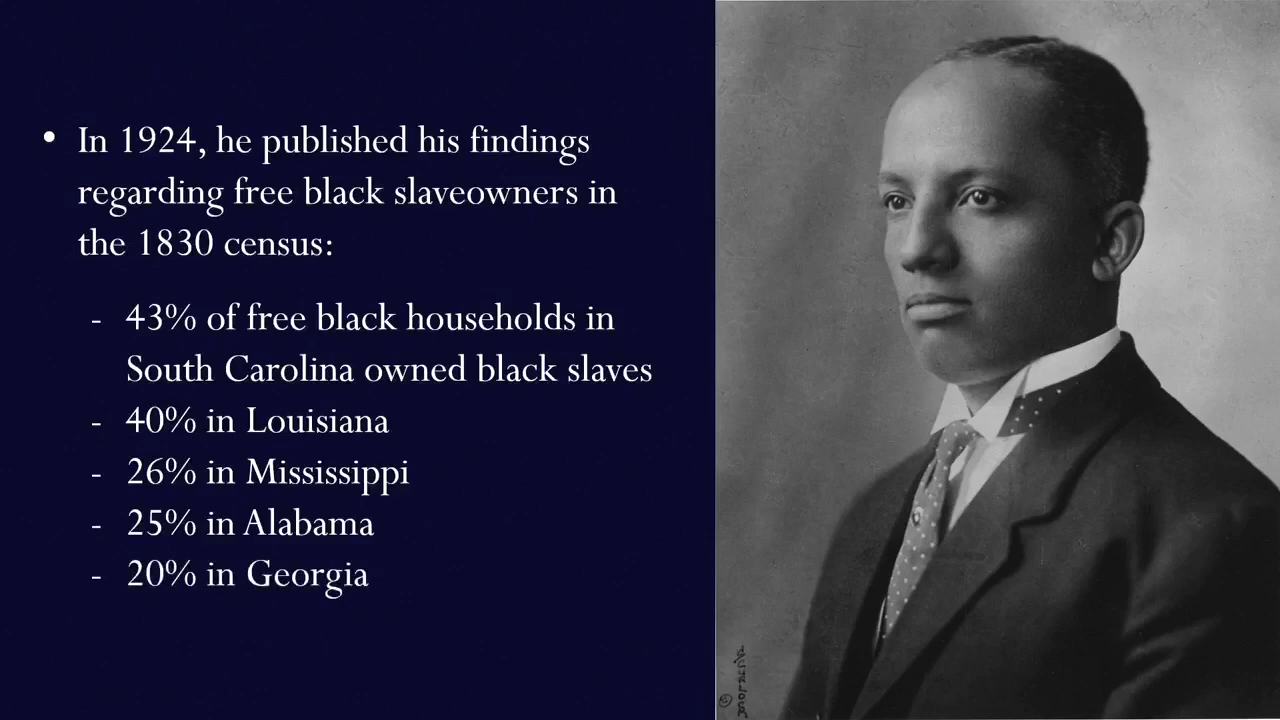 • In 1924, he published his findings
regarding free black slaveowners in
the 1830 census:
- 43% of free black households in
South Carolina owned black slaves
- 40% in Louisiana
- 26% in Mississippi
- 25% in Alabama
- 20% in Georgia